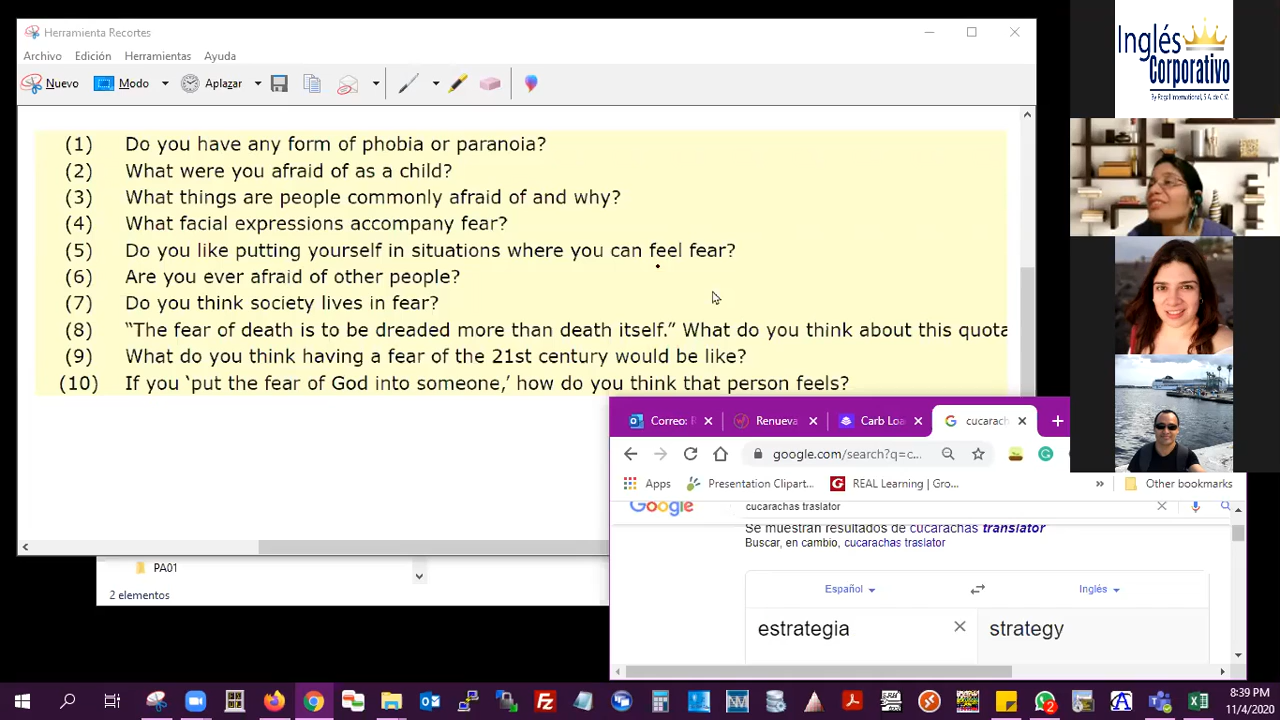 Herramienta Recortes
Archivo Edición Herramientas Ayuda
Nuevo Modo Aplazar
(1) Do you have any form of phobia or paranoia?
(2) What were you afraid of as a child?
(3) What things are people commonly afraid of and why?
(4) What facial expressions accompany fear?
(5) Do you like putting yourself in situations where you can feel fear?
(6) Are you ever afraid of other people?
(7) Do you think society lives in fear?
(8) “The fear of death is to be dreaded more than death itself.” What do you think about this quota
(9) What do you think having a fear of the 21st century would be like?
(10) If you ‘put the fear of God into someone,’ how do you think that person feels?
Inglés
Corporativo
Correo: R Renueva Carb Loa cucarach
google.com/search?q=c...
Apps Presentation Clipart... REAL Learning | Gro... » Other bookmarks
Google cucarachas traslator
Se muestran resultados de cucarachas translator
Buscar, en cambio, cucarachas traslator
Español Inglés
estrategia strategy
PA01
2 elementos
8:39 PM
11/4/2020